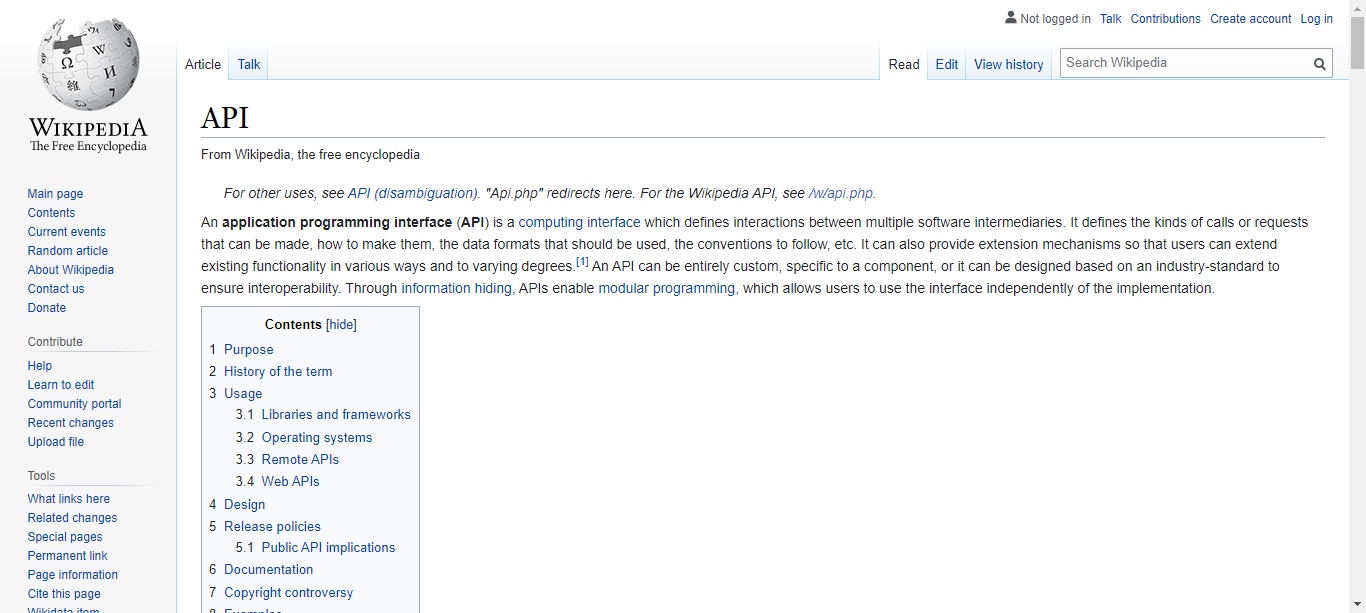 Not logged in Talk Contributions Create account Log in
Article Talk Read Edit View history Search Wikipedia
WIKIPEDIA
The Free Encyclopedia
Main page
Contents
Current events
Random article
About Wikipedia
Contact us
Donate
Contribute
Help
Learn to edit
Community portal
Recent changes
Upload file
Tools
What links here
Related changes
Special pages
Permanent link
Page information
Cite this page
Wikidata item
API
From Wikipedia, the free encyclopedia
For other uses, see API (disambiguation). "Api.php" redirects here. For the Wikipedia API, see /w/api.php.
An application programming interface (API) is a computing interface which defines interactions between multiple software intermediaries. It defines the kinds of calls or requests
that can be made, how to make them, the data formats that should be used, the conventions to follow, etc. It can also provide extension mechanisms so that users can extend
existing functionality in various ways and to varying degrees.[1] An API can be entirely custom, specific to a component, or it can be designed based on an industry-standard to
ensure interoperability. Through information hiding, APIs enable modular programming, which allows users to use the interface independently of the implementation.
Contents [hide]
1 Purpose
2 History of the term
3 Usage
3.1 Libraries and frameworks
3.2 Operating systems
3.3 Remote APIs
3.4 Web APIs
4 Design
5 Release policies
5.1 Public API implications
6 Documentation
7 Copyright controversy
8 Examples